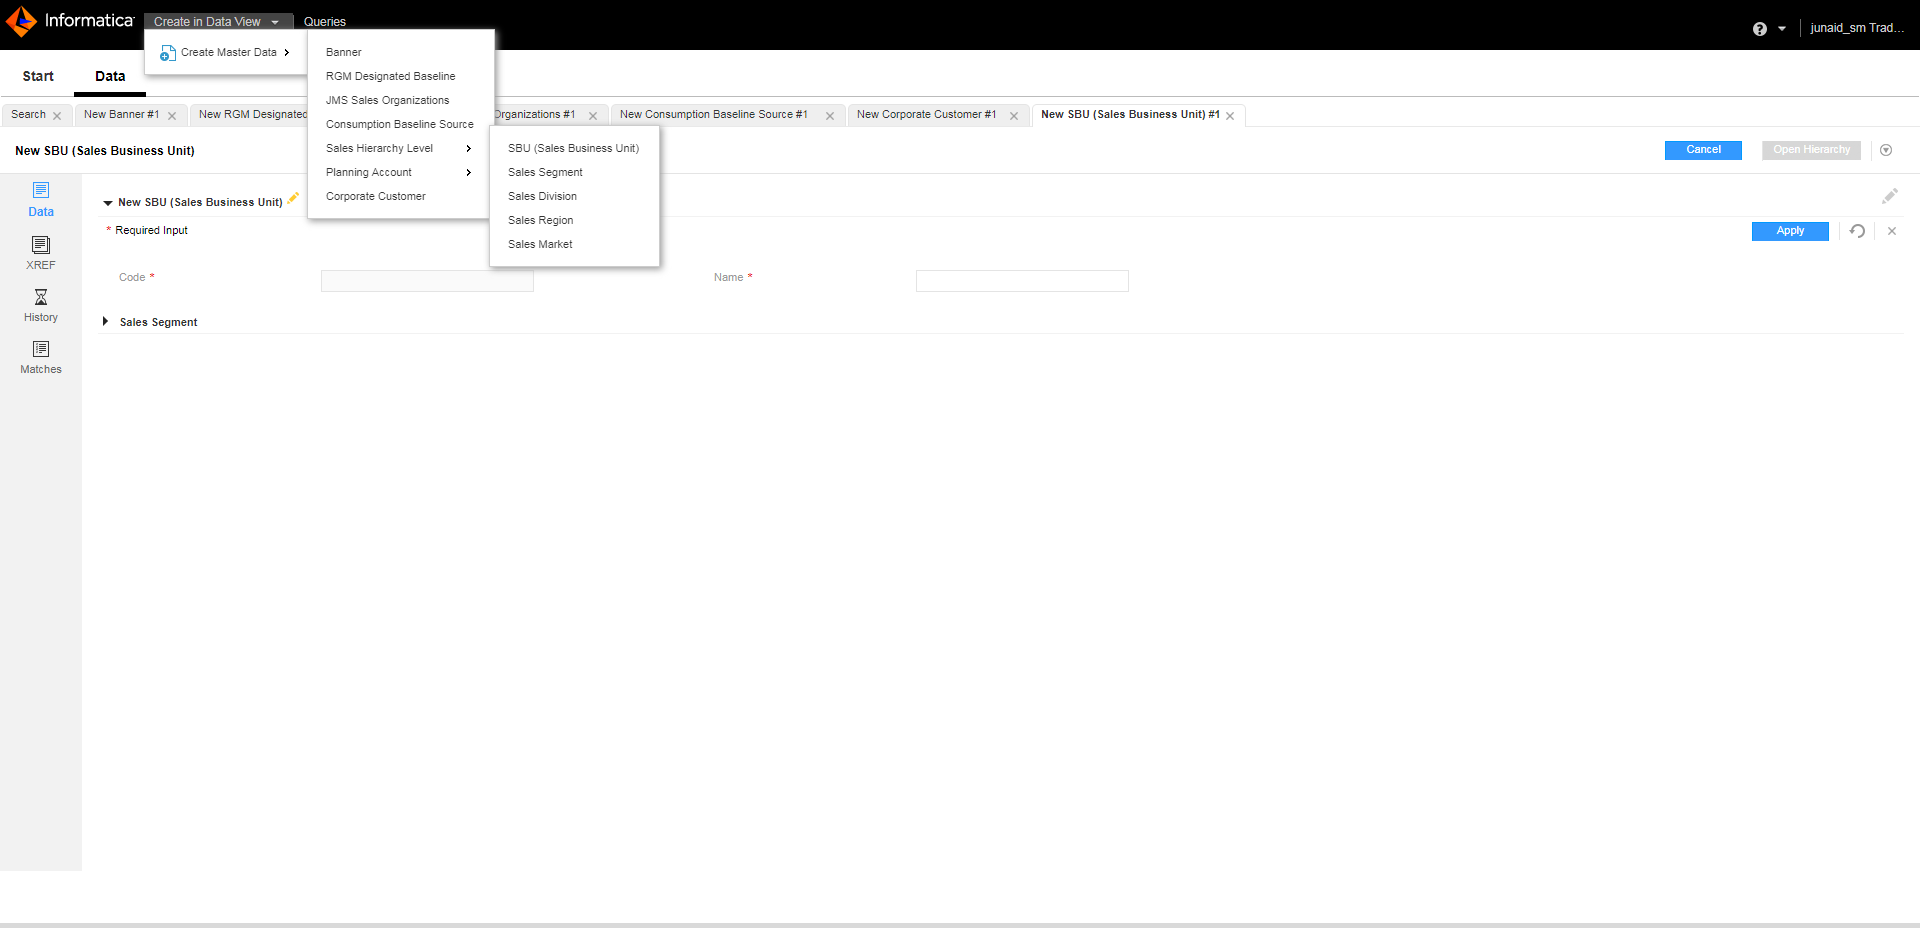 Informatica
Create in Data View
Queries
junaid_sm Trad...
Create Master Data
Banner
RGM Designated Baseline
JMS Sales Organizations
Consumption Baseline Source
Sales Hierarchy Level
Planning Account
Corporate Customer
SBU (Sales Business Unit)
Sales Segment
Sales Division
Sales Region
Sales Market
Start
Data
Search
New Banner #1
New RGM Designated
Organizations #1
New Consumption Baseline Source #1
New Corporate Customer #1
New SBU (Sales Business Unit) #1
New SBU (Sales Business Unit)
Cancel
Open Hierarchy
Data
XREF
History
Matches
New SBU (Sales Business Unit)
* Required Input
Apply
Code *
Name *
Sales Segment